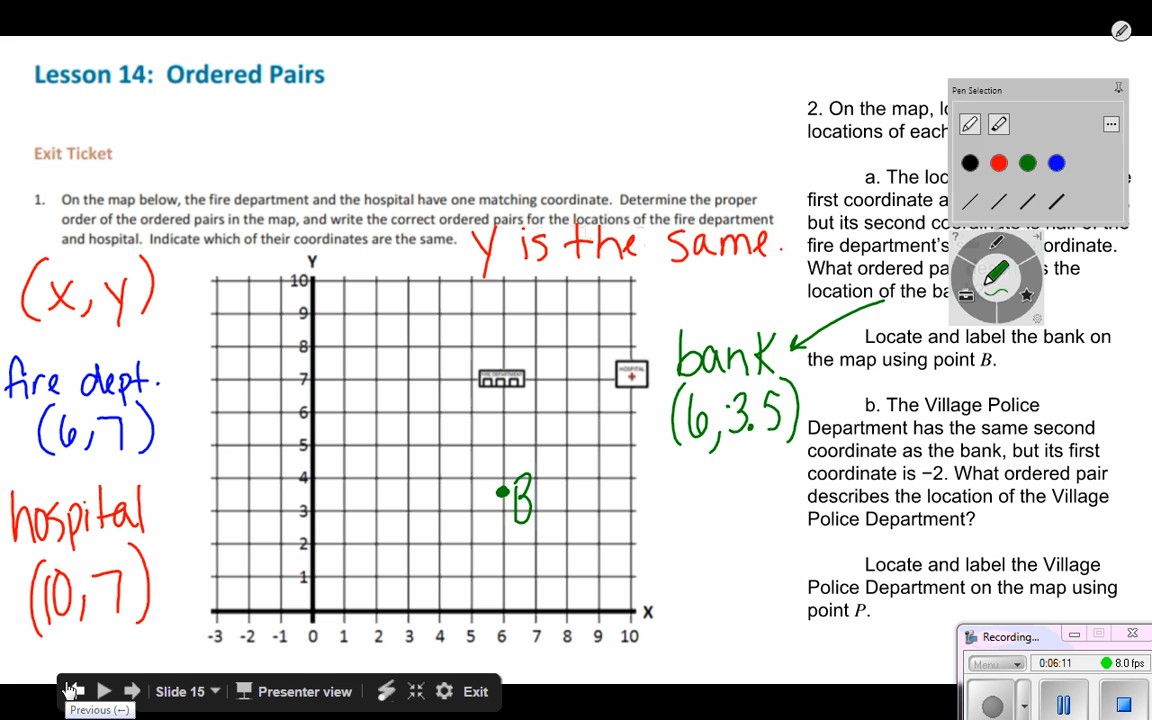 Lesson 14: Ordered Pairs
Exit Ticket
1. On the map below, the fire department and the hospital have one matching coordinate. Determine the proper
order of the ordered pairs in the map, and write the correct ordered pairs for the locations of the fire department
and hospital. Indicate which of their coordinates are the same.
y is the same.
(x,y)
fire dept.
(6,7)
hospital
(10,7)
Y
10
9
8
7
6
5
4
3
2
1
-3 -2 -1 0 1 2 3 4 5 6 7 8 9 10
X
HOSPITAL
B
bank
(6,3.5)
2. On the map, lo
locations of each
a. The loc
first coordinate a
but its second co
fire department's ordinate.
What ordered pa s the
location of the ba
Locate and label the bank on
the map using point B.
b. The Village Police
Department has the same second
coordinate as the bank, but its first
coordinate is −2. What ordered pair
describes the location of the Village
Police Department?
Locate and label the Village
Police Department on the map using
point P.
Pen Selection
Recording...
Menu
0:06:11
8.0 fps
Slide 15
Presenter view
Exit
Previous (←)